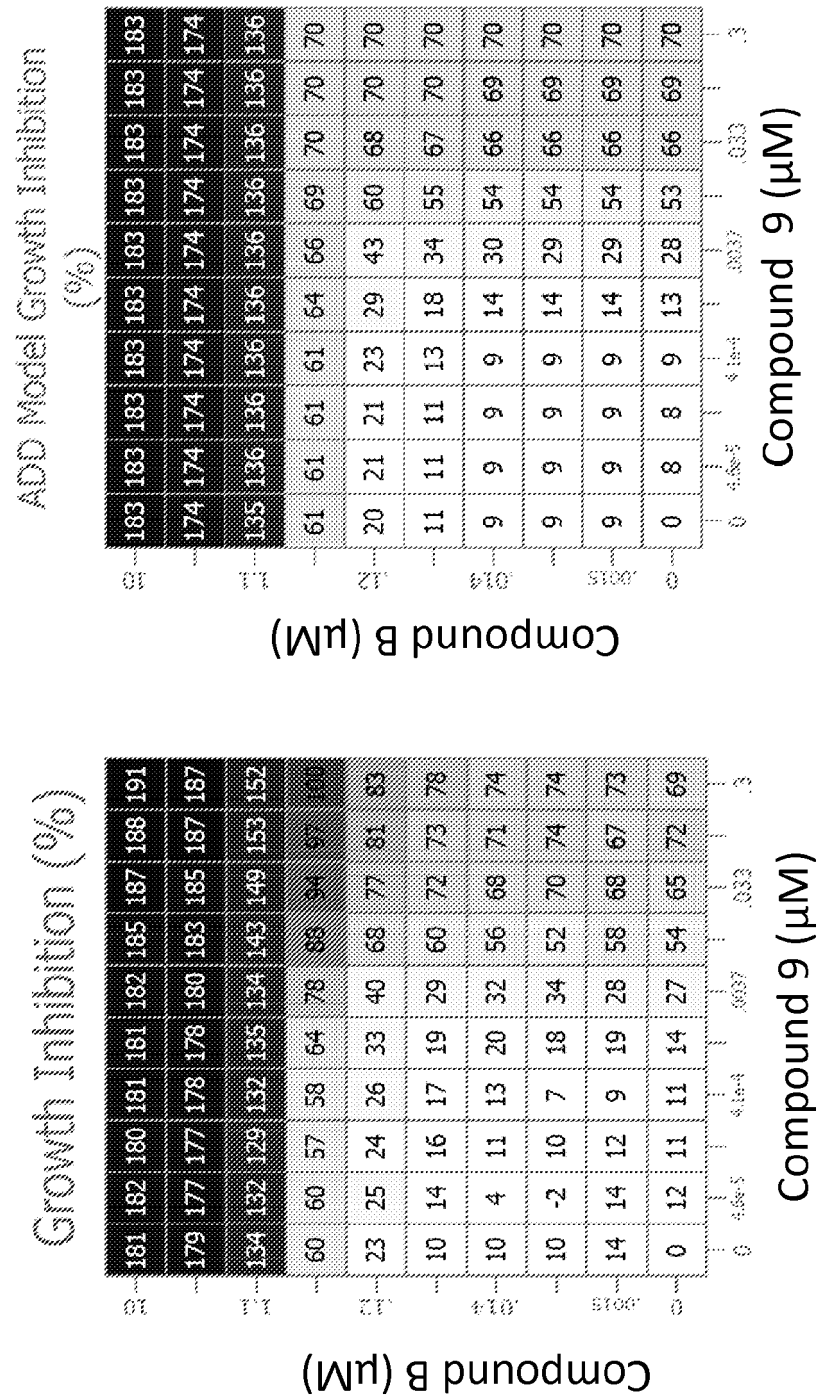 Growth Inhibition (%)
Compound B (µM)
10 181 182 180 181 181 182 185 187 188 191
179 177 177 178 178 180 183 185 187 187
1.1 134 132 129 132 135 134 143 149 153 152
60 60 57 58 64 78 88 94 97 100
.12 23 25 24 26 33 40 68 77 81 83
10 14 16 17 19 29 60 72 73 78
.014 10 4 11 13 20 32 56 68 71 74
10 -2 10 7 18 34 52 70 74 74
.0015 14 14 12 9 19 28 58 68 67 73
0 0 12 11 11 14 27 54 65 72 69
0 4.6e-5 4.1e-4 .0037 .033 .3
Compound 9 (µM)
ADD Model Growth Inhibition
(%)
Compound B (µM)
10 183 183 183 183 183 183 183 183 183 183
174 174 174 174 174 174 174 174 174 174
1.1 135 136 136 136 136 136 136 136 136 136
61 61 61 61 64 66 69 70 70 70
.12 20 21 21 23 29 43 60 68 70 70
11 11 11 13 18 34 55 67 70 70
.014 9 9 9 9 14 30 54 66 69 70
9 9 9 9 14 29 54 66 69 70
.0015 9 9 9 9 14 29 54 66 69 70
0 0 8 8 9 13 28 53 66 69 70
0 4.6e-5 4.1e-4 .0037 .033 .3
Compound 9 (µM)